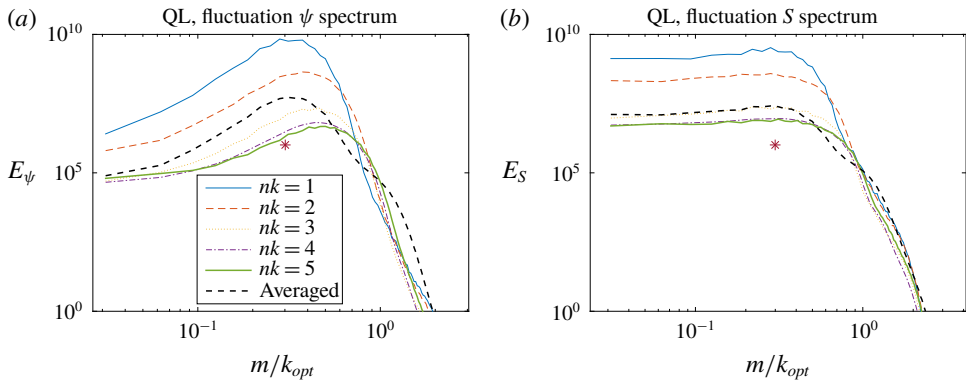 (a) QL, fluctuation ψ spectrum
10^10
10^5
10^0
E_ψ
nk = 1
nk = 2
nk = 3
nk = 4
nk = 5
Averaged
10^−1 10^0
m/k_opt
(b) QL, fluctuation S spectrum
10^10
10^5
10^0
E_S
10^−1 10^0
m/k_opt